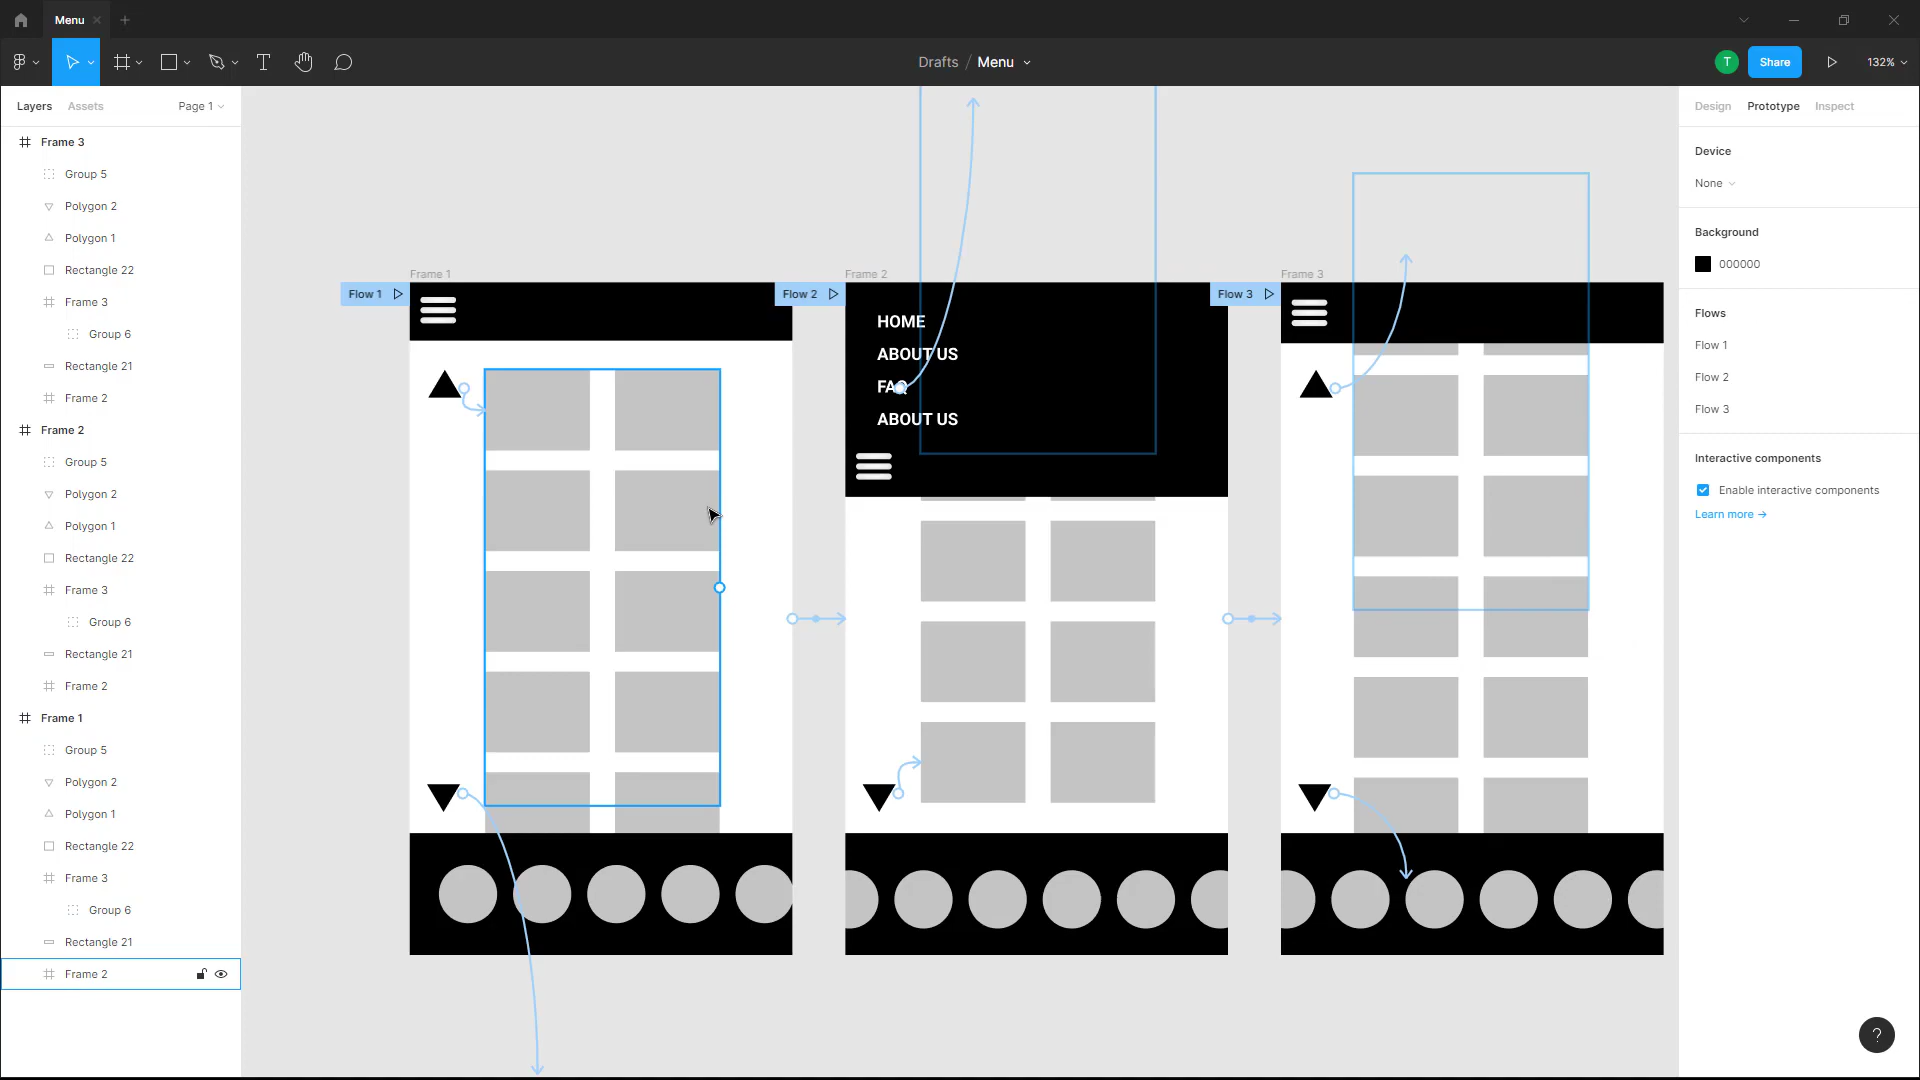 Menu
Drafts / Menu
T
Share
132%
Layers
Assets
Page 1
Frame 3
Group 5
Polygon 2
Polygon 1
Rectangle 22
Frame 3
Group 6
Rectangle 21
Frame 2
Frame 2
Group 5
Polygon 2
Polygon 1
Rectangle 22
Frame 3
Group 6
Rectangle 21
Frame 2
Frame 1
Group 5
Polygon 2
Polygon 1
Rectangle 22
Frame 3
Group 6
Rectangle 21
Frame 2
Frame 1
Flow 1
Frame 2
Flow 2
HOME
ABOUT US
FAQ
ABOUT US
Frame 3
Flow 3
Design
Prototype
Inspect
Device
None
Background
000000
Flows
Flow 1
Flow 2
Flow 3
Interactive components
Enable interactive components
Learn more →
?